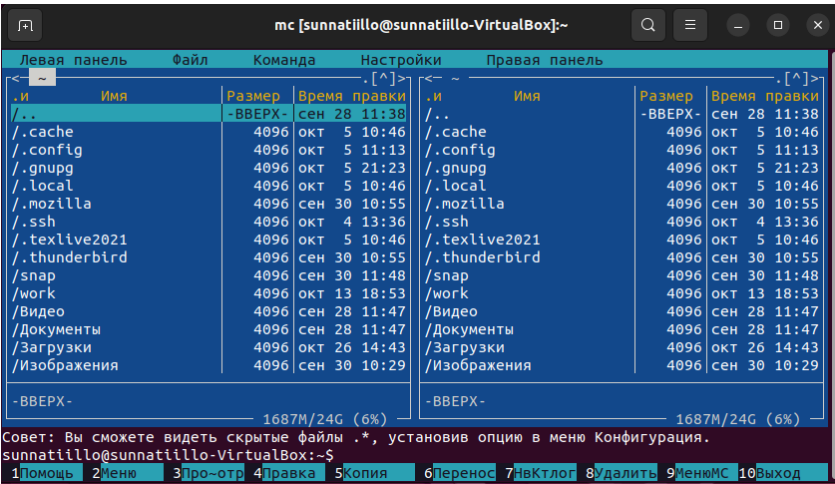 mc [sunnatiillo@sunnatiillo-VirtualBox]:~
Левая панель Файл Команда Настройки Правая панель
<— ~ —.[^]> <— ~ —.[^]>
.и Имя Размер Время правки .и Имя Размер Время правки
/.. -ВВЕРХ- сен 28 11:38 /.. -ВВЕРХ- сен 28 11:38
/.cache 4096 окт 5 10:46 /.cache 4096 окт 5 10:46
/.config 4096 окт 5 11:13 /.config 4096 окт 5 11:13
/.gnupg 4096 окт 5 21:23 /.gnupg 4096 окт 5 21:23
/.local 4096 окт 5 10:46 /.local 4096 окт 5 10:46
/.mozilla 4096 сен 30 10:55 /.mozilla 4096 сен 30 10:55
/.ssh 4096 окт 4 13:36 /.ssh 4096 окт 4 13:36
/.texlive2021 4096 окт 5 10:46 /.texlive2021 4096 окт 5 10:46
/.thunderbird 4096 сен 30 10:55 /.thunderbird 4096 сен 30 10:55
/snap 4096 сен 30 11:48 /snap 4096 сен 30 11:48
/work 4096 окт 13 18:53 /work 4096 окт 13 18:53
/Видео 4096 сен 28 11:47 /Видео 4096 сен 28 11:47
/Документы 4096 сен 28 11:47 /Документы 4096 сен 28 11:47
/Загрузки 4096 окт 26 14:43 /Загрузки 4096 окт 26 14:43
/Изображения 4096 сен 30 10:29 /Изображения 4096 сен 30 10:29
-ВВЕРХ- -ВВЕРХ-
1687M/24G (6%) 1687M/24G (6%)
Совет: Вы сможете видеть скрытые файлы .*, установив опцию в меню Конфигурация.
sunnatiillo@sunnatiillo-VirtualBox:~$
1Помощь 2Меню 3Про~отр 4Правка 5Копия 6Перенос 7НвКтлог 8Удалить 9МенюМС 10Выход